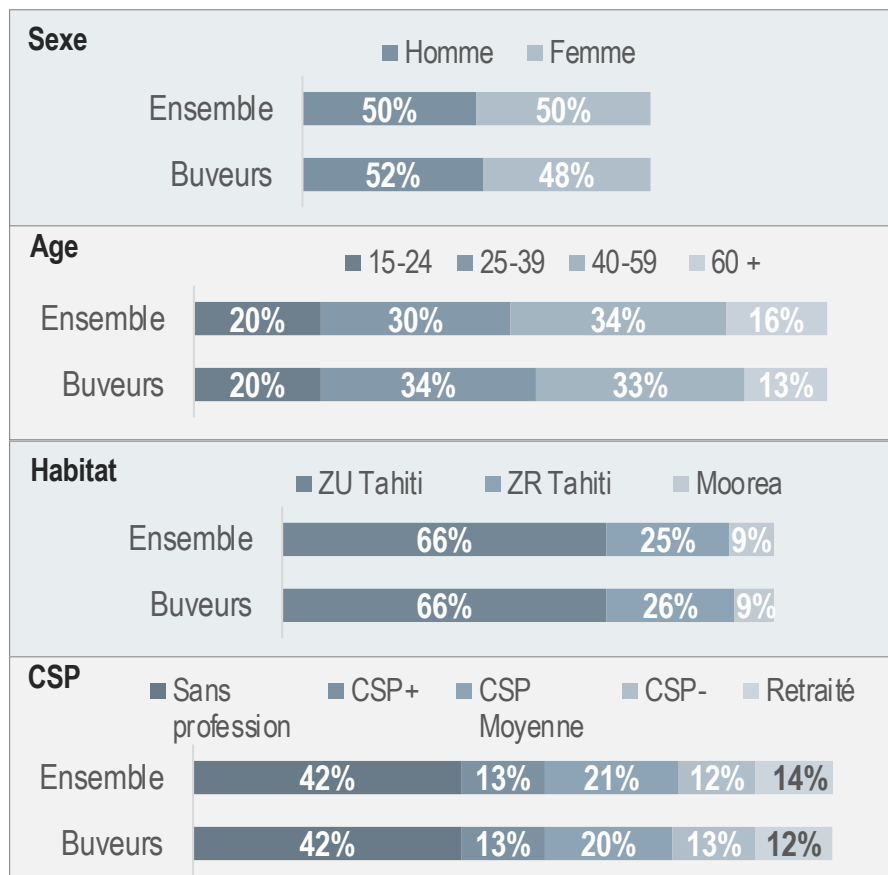 Sexe
Homme Femme
Ensemble 50% 50%
Buveurs 52% 48%
Age
15-24 25-39 40-59 60 +
Ensemble 20% 30% 34% 16%
Buveurs 20% 34% 33% 13%
Habitat
ZU Tahiti ZR Tahiti Moorea
Ensemble 66% 25% 9%
Buveurs 66% 26% 9%
CSP
Sans CSP+ CSP CSP- Retraité
profession Moyenne
Ensemble 42% 13% 21% 12% 14%
Buveurs 42% 13% 20% 13% 12%